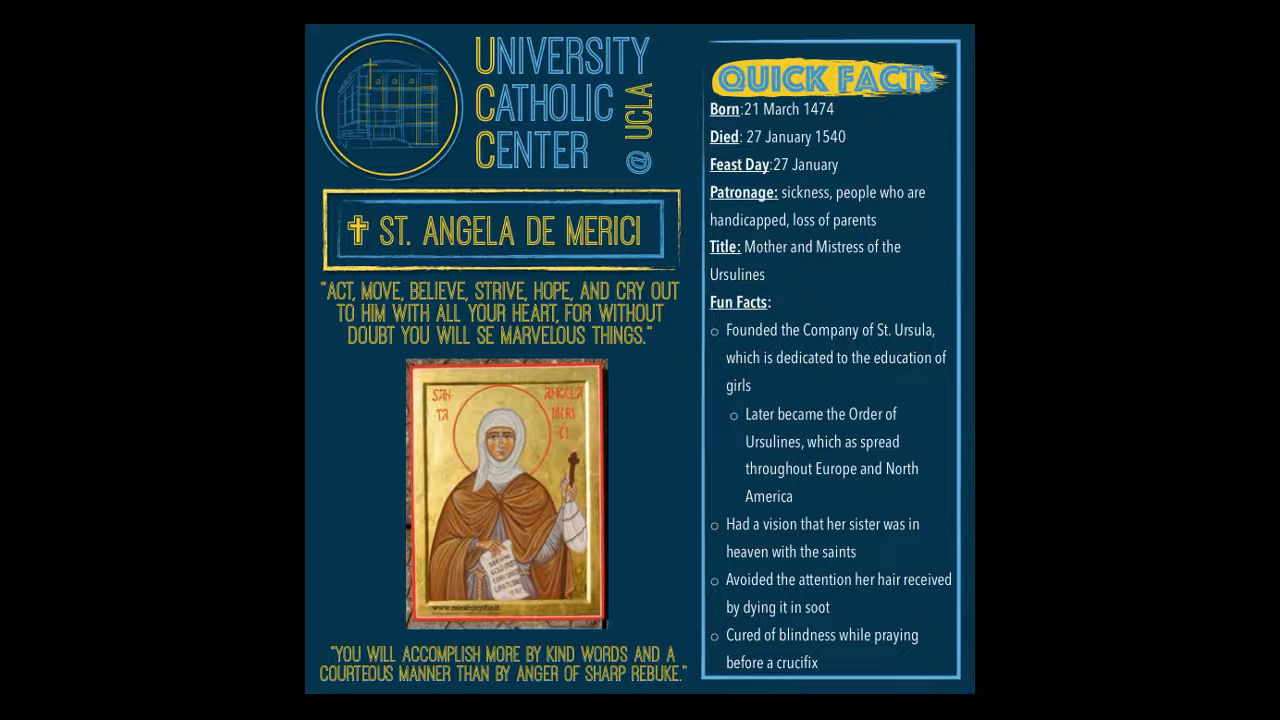 UNIVERSITY
CATHOLIC
CENTER
@ UCLA
ST. ANGELA DE MERICI
"ACT, MOVE, BELIEVE, STRIVE, HOPE, AND CRY OUT
TO HIM WITH ALL YOUR HEART, FOR WITHOUT
DOUBT YOU WILL SE MARVELOUS THINGS."
SAN-
TA
ANGELA
MERI
CI
"YOU WILL ACCOMPLISH MORE BY KIND WORDS AND A
COURTEOUS MANNER THAN BY ANGER OF SHARP REBUKE."
QUICK FACTS
Born:21 March 1474
Died: 27 January 1540
Feast Day:27 January
Patronage: sickness, people who are
handicapped, loss of parents
Title: Mother and Mistress of the
Ursulines
Fun Facts:
Founded the Company of St. Ursula,
which is dedicated to the education of
girls
Later became the Order of
Ursulines, which as spread
throughout Europe and North
America
Had a vision that her sister was in
heaven with the saints
Avoided the attention her hair received
by dying it in soot
Cured of blindness while praying
before a crucifix